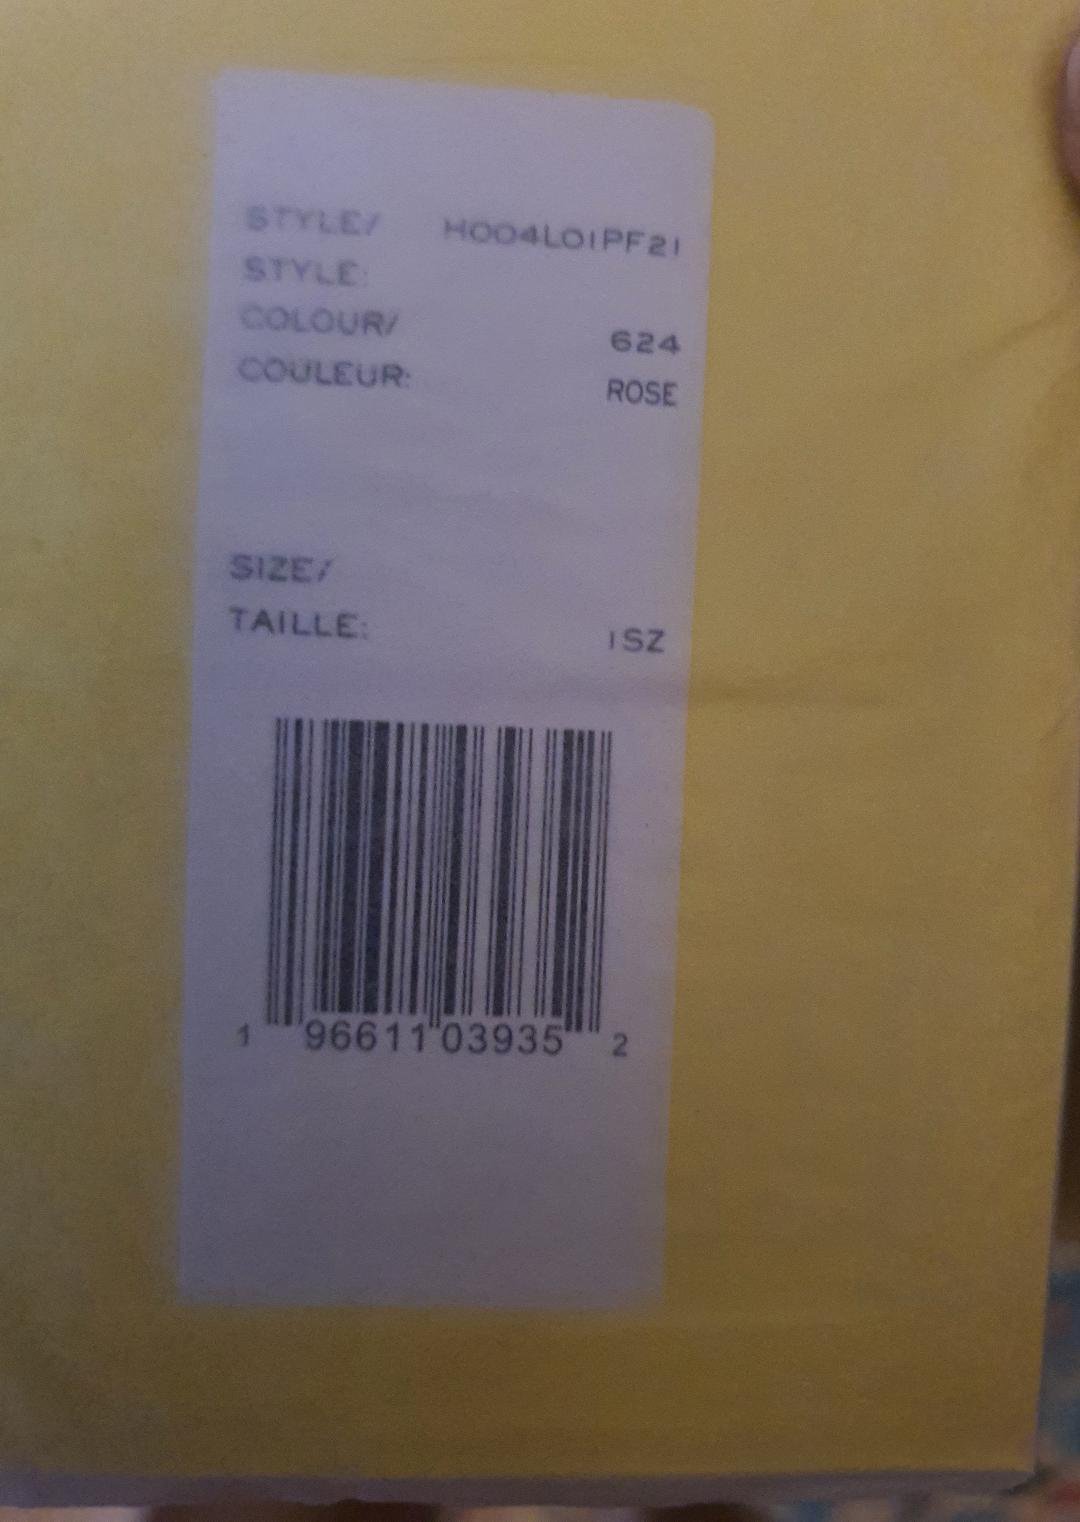 STYLE/ H004L01PF21
STYLE:
COLOUR/ 624
COULEUR: ROSE
SIZE/
TAILLE: 1SZ
1 96611 03935 2